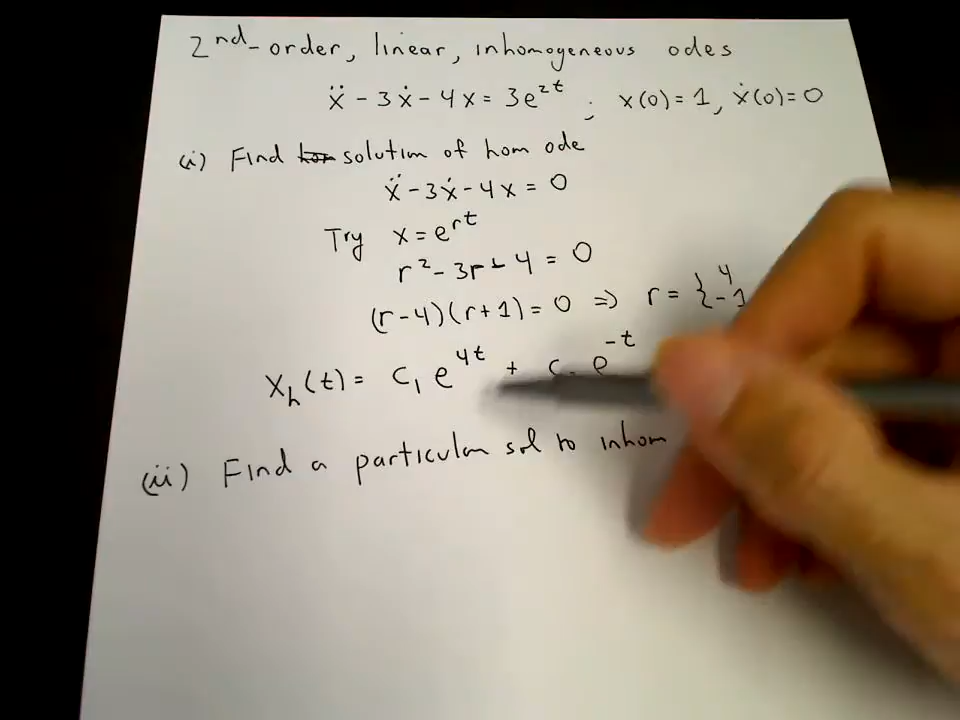 2nd-order, linear, inhomogeneous odes
ẍ - 3ẋ - 4x = 3e^{2t} ; x(0) = 1, ẋ(0) = 0
(i) Find solution of hom ode
ẍ - 3ẋ - 4x = 0
Try x = e^{rt}
r² - 3r - 4 = 0
(r-4)(r+1) = 0 => r = { 4 -1
x_h(t) = c_1 e^{4t} + c e^{-t}
(ii) Find a particular sol to inhom